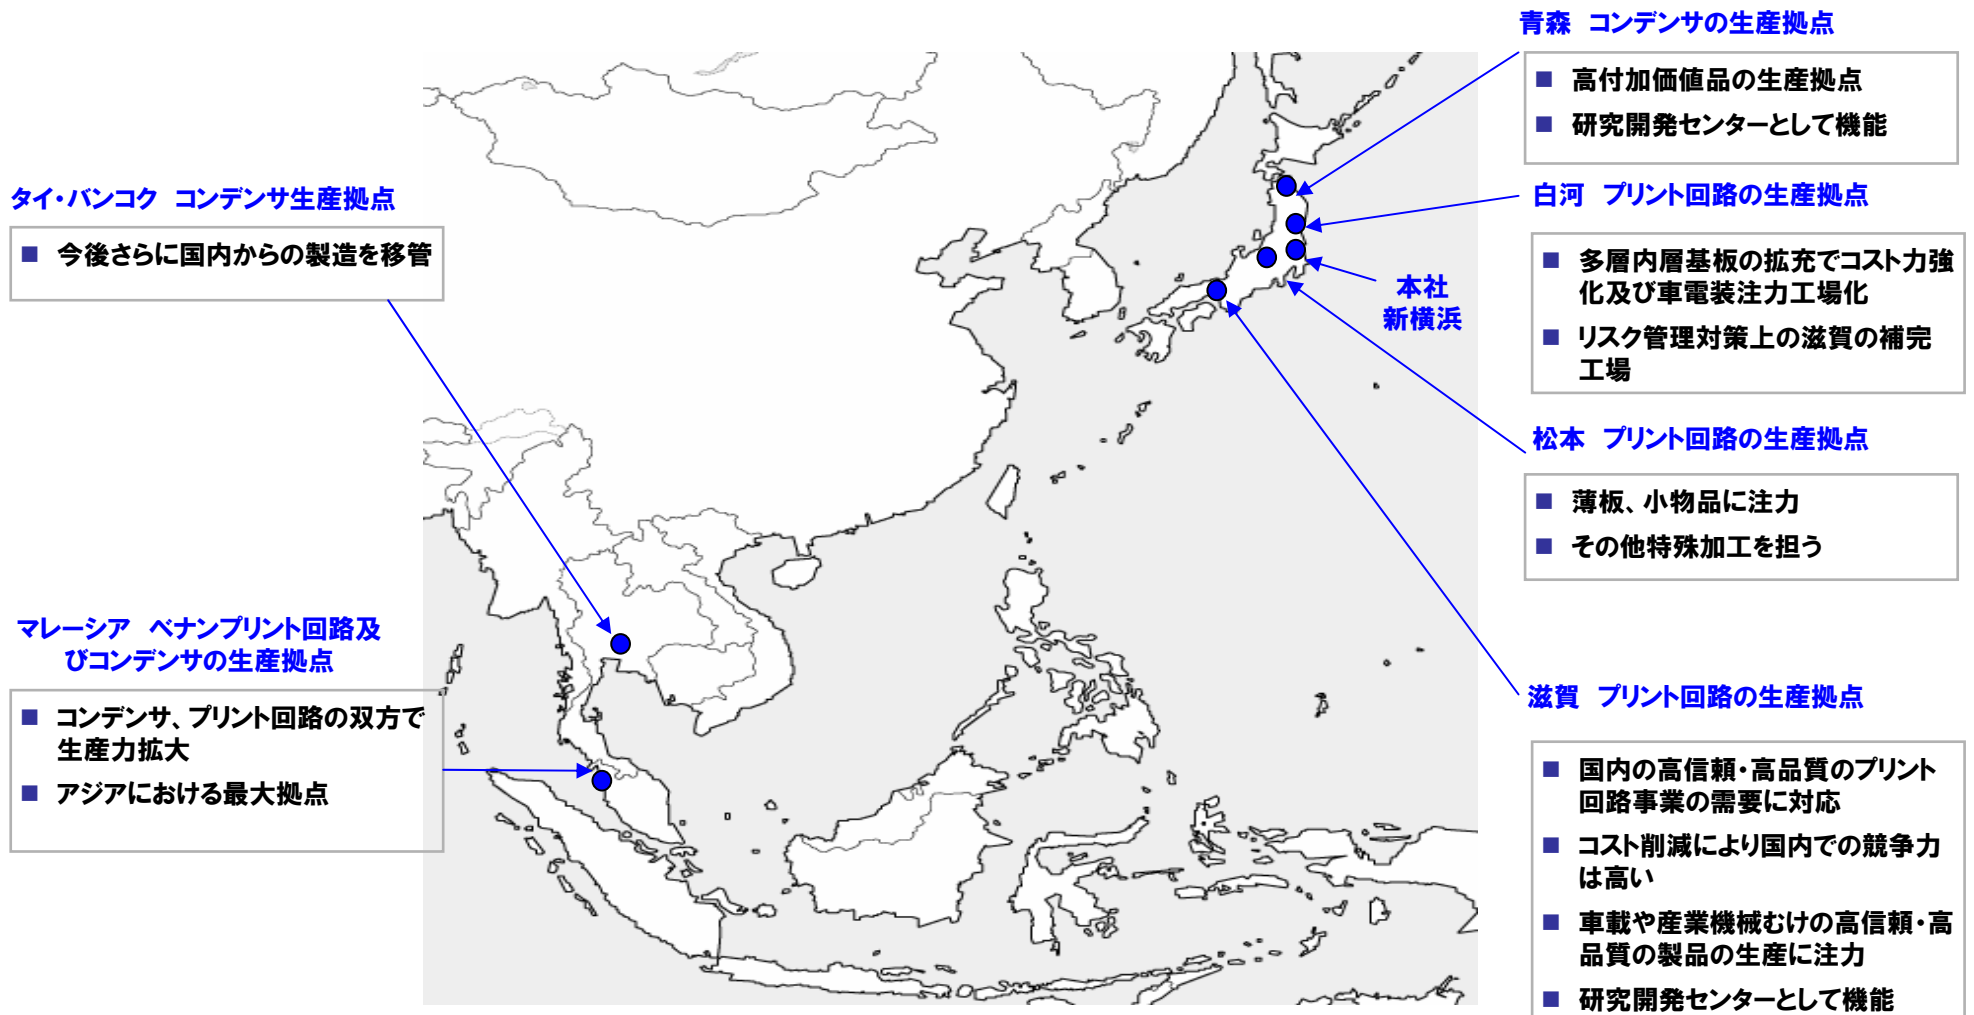 青森 コンデンサの生産拠点
■ 高付加価値品の生産拠点
■ 研究開発センターとして機能
タイ・バンコク コンデンサ生産拠点
■ 今後さらに国内からの製造を移管
白河 プリント回路の生産拠点
■ 多層内層基板の拡充でコスト力強
化及び車電装注力工場化
■ リスク管理対策上の滋賀の補完
工場
本社
新横浜
松本 プリント回路の生産拠点
■ 薄板、小物品に注力
■ その他特殊加工を担う
マレーシア ペナンプリント回路及
びコンデンサの生産拠点
■ コンデンサ、プリント回路の双方で
生産力拡大
■ アジアにおける最大拠点
滋賀 プリント回路の生産拠点
■ 国内の高信頼・高品質のプリント
回路事業の需要に対応
■ コスト削減により国内での競争力
は高い
■ 車載や産業機械むけの高信頼・高
品質の製品の生産に注力
■ 研究開発センターとして機能